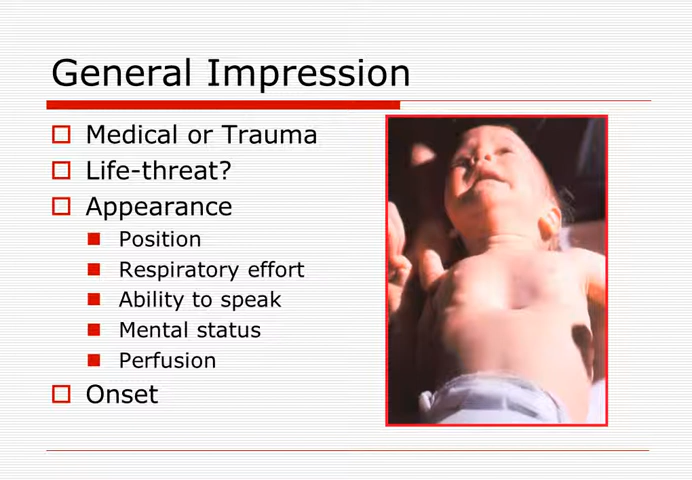 General Impression
Medical or Trauma
Life-threat?
Appearance
Position
Respiratory effort
Ability to speak
Mental status
Perfusion
Onset